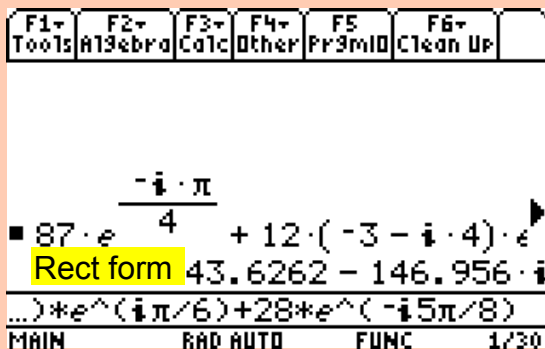 F1▾ F2▾ F3▾ F4▾ F5 F6▾
Tools Algebra Calc Other PrgmIO Clean Up
-i·π
4
▪ 87·e + 12·(-3 - i·4)·e
Rect form 43.6262 - 146.956·i
...)*e^(iπ/6)+28*e^(-i5π/8)
MAIN RAD AUTO FUNC 1/30